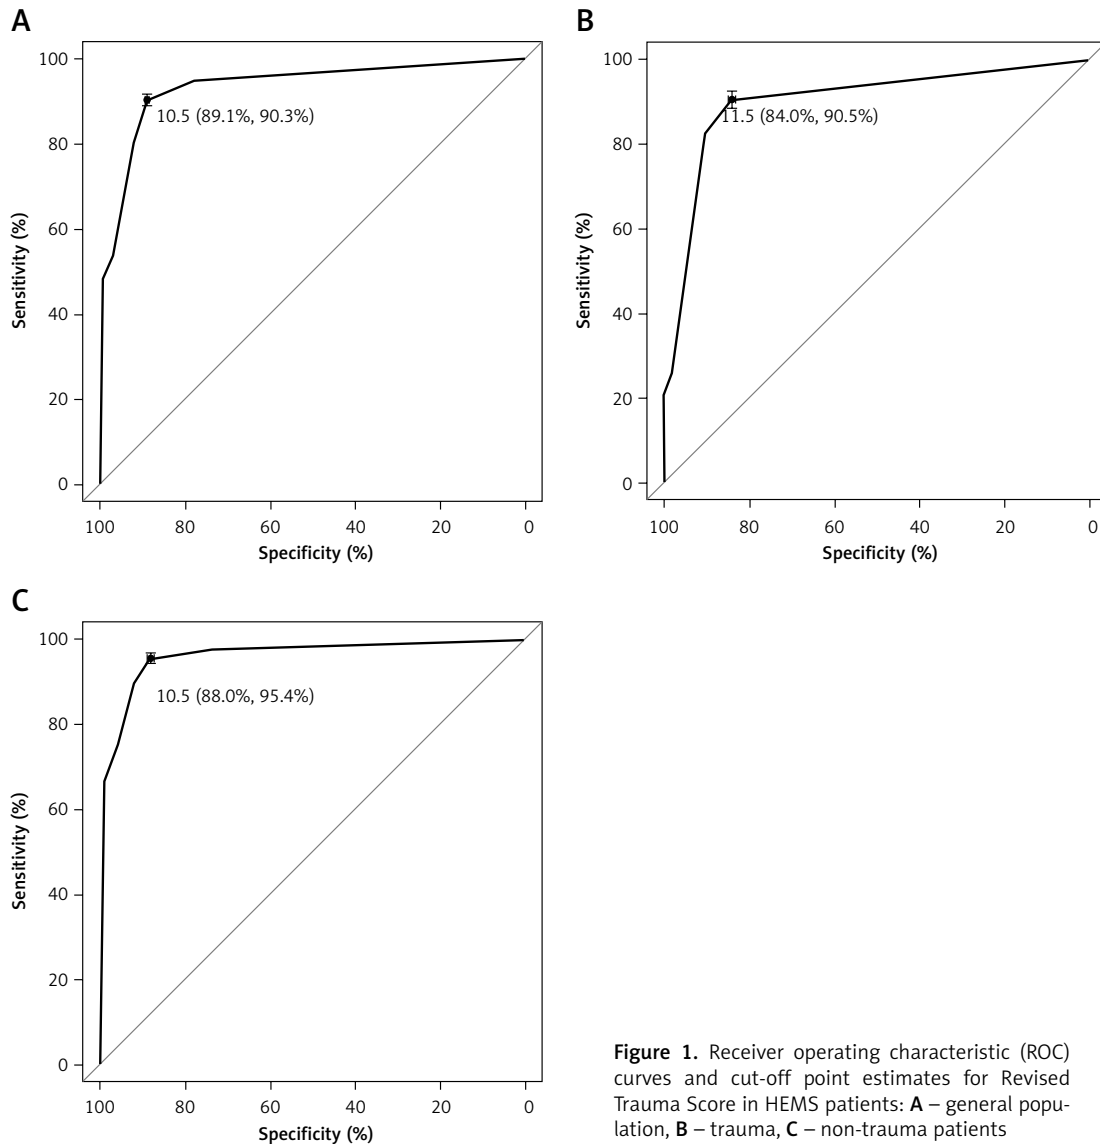 A
100
80
60
40
20
0
Sensitivity (%)
10.5 (89.1%, 90.3%)
100 80 60 40 20 0
Specificity (%)
B
100
80
60
40
20
0
Sensitivity (%)
11.5 (84.0%, 90.5%)
100 80 60 40 20 0
Specificity (%)
C
100
80
60
40
20
0
Sensitivity (%)
10.5 (88.0%, 95.4%)
100 80 60 40 20 0
Specificity (%)
Figure 1. Receiver operating characteristic (ROC)
curves and cut-off point estimates for Revised
Trauma Score in HEMS patients: A – general popu-
lation, B – trauma, C – non-trauma patients